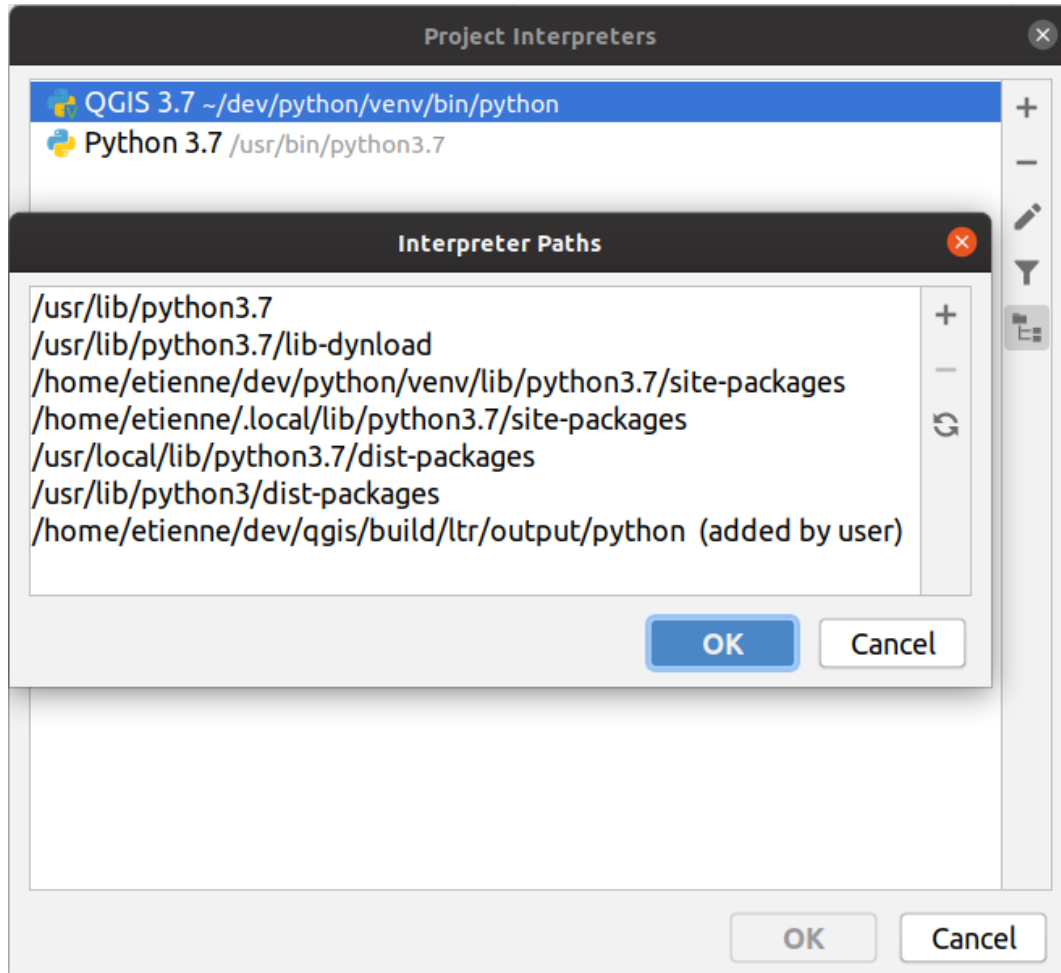 Project Interpreters
QGIS 3.7 ~/dev/python/venv/bin/python
Python 3.7 /usr/bin/python3.7
Interpreter Paths
/usr/lib/python3.7
/usr/lib/python3.7/lib-dynload
/home/etienne/dev/python/venv/lib/python3.7/site-packages
/home/etienne/.local/lib/python3.7/site-packages
/usr/local/lib/python3.7/dist-packages
/usr/lib/python3/dist-packages
/home/etienne/dev/qgis/build/ltr/output/python (added by user)
OK Cancel
OK Cancel